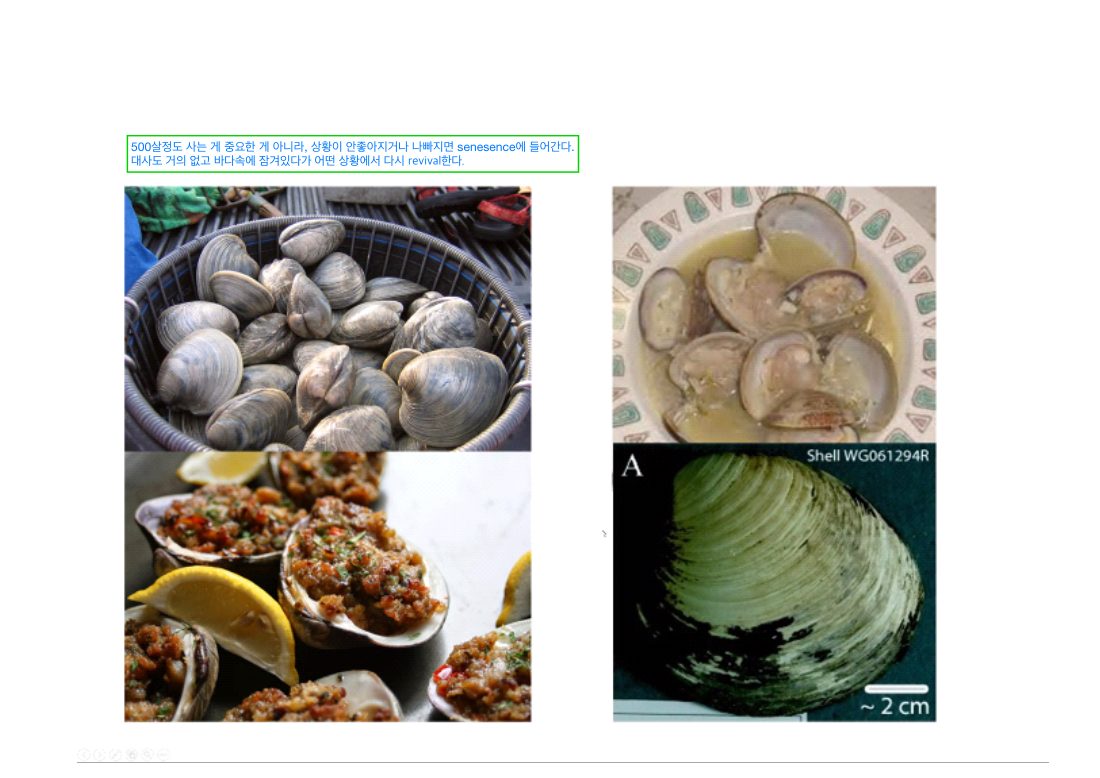 500살정도 사는 게 중요한 게 아니라, 상황이 안좋아지거나 나빠지면 senesence에 들어간다.
대사도 거의 없고 바다속에 잠겨있다가 어떤 상황에서 다시 revival한다.
Shell WG061294R
A
~ 2 cm